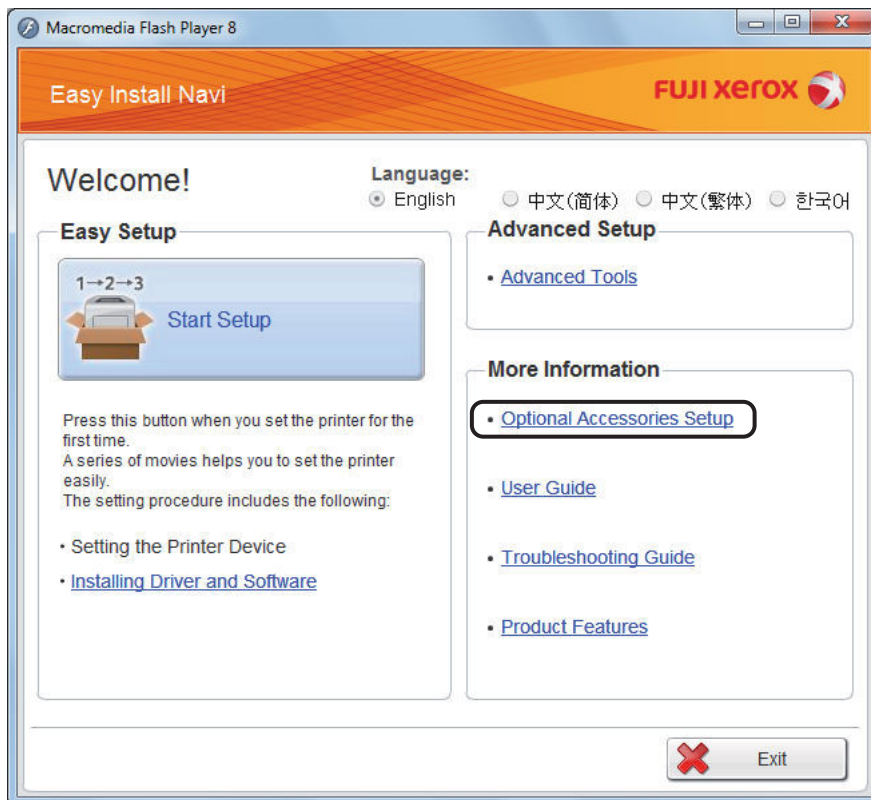 Macromedia Flash Player 8
Easy Install Navi
FUJI xerox
Welcome!
Language:
English
中文(简体)
中文(繁体)
한국어
Easy Setup
1→2→3
Start Setup
Press this button when you set the printer for the
first time.
A series of movies helps you to set the printer
easily.
The setting procedure includes the following:
• Setting the Printer Device
• Installing Driver and Software
Advanced Setup
• Advanced Tools
More Information
• Optional Accessories Setup
• User Guide
• Troubleshooting Guide
• Product Features
Exit